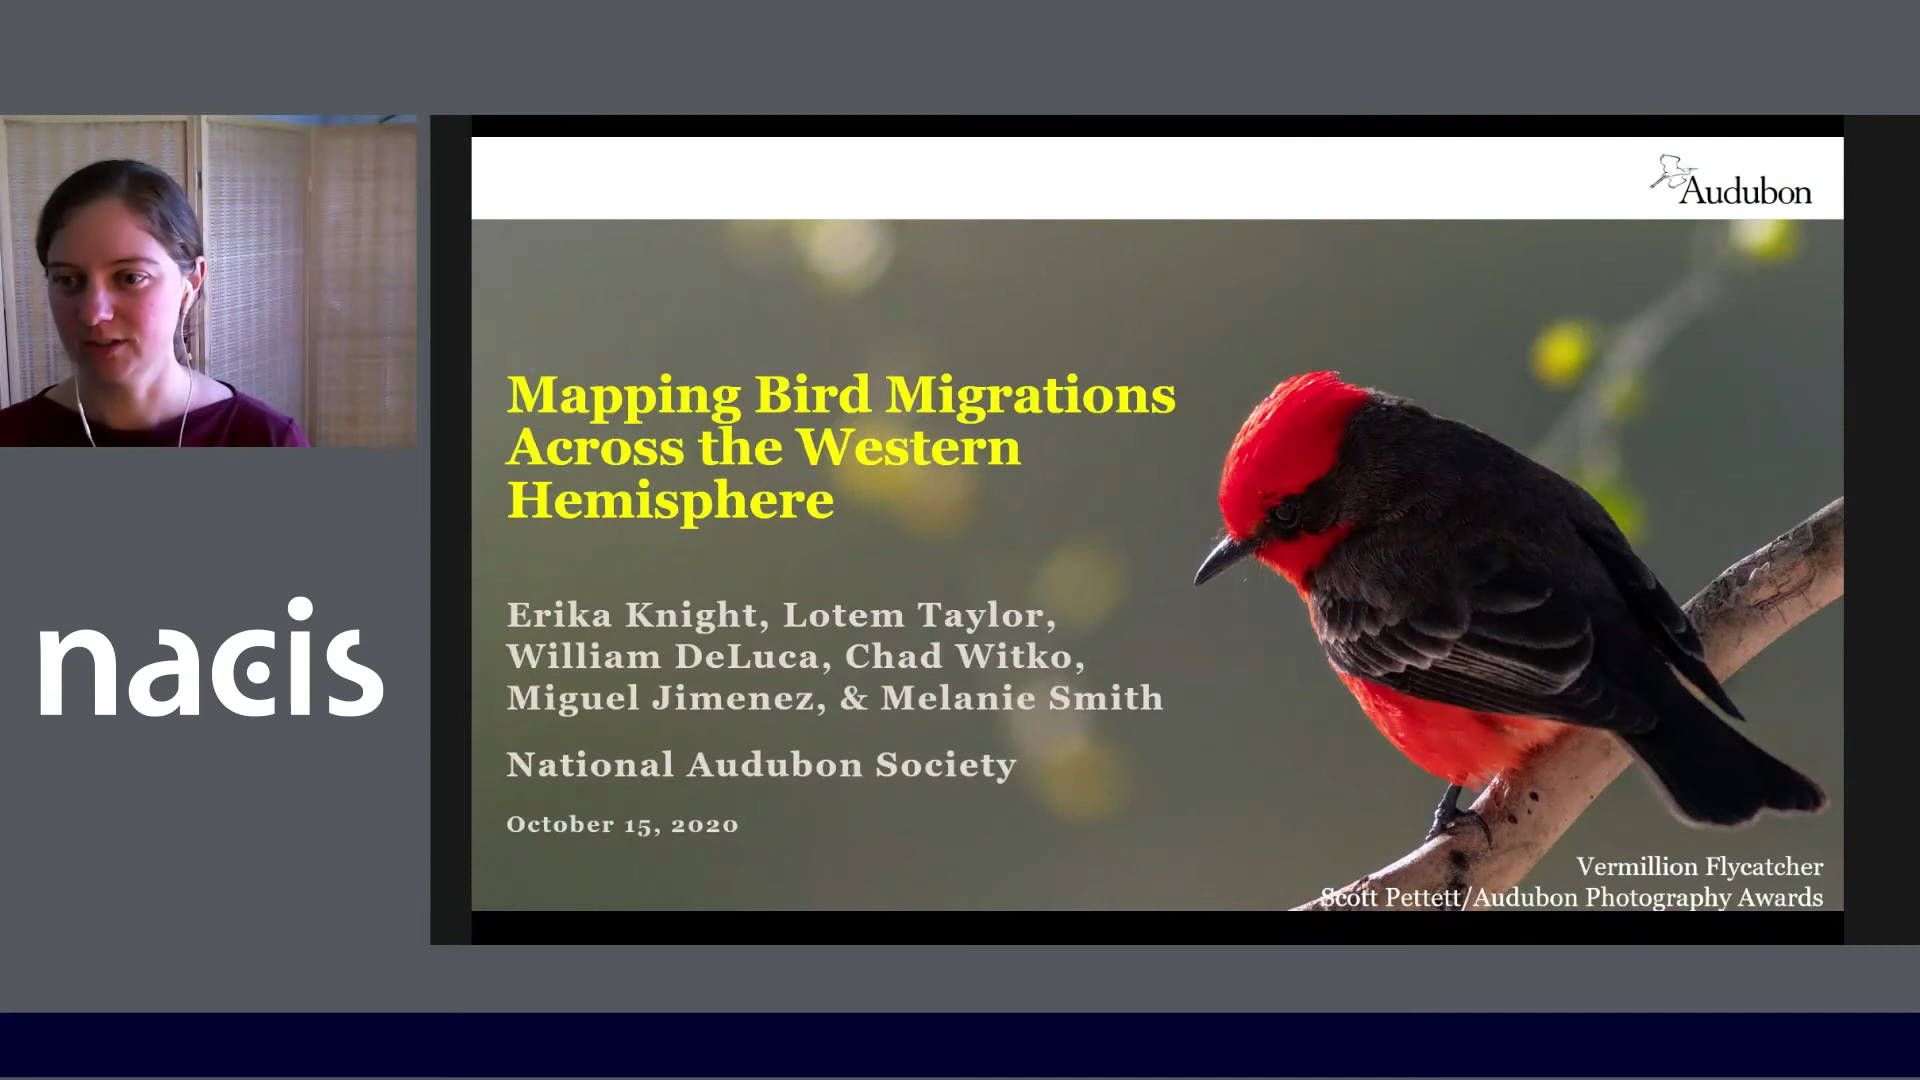 nacis
Audubon
Mapping Bird Migrations
Across the Western
Hemisphere
Erika Knight, Lotem Taylor,
William DeLuca, Chad Witko,
Miguel Jimenez, & Melanie Smith
National Audubon Society
October 15, 2020
Vermillion Flycatcher
Scott Pettett/Audubon Photography Awards